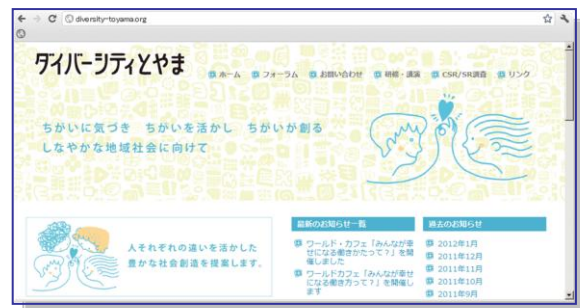 diversity-toyama.org
ダイバーシティとやま
ホーム フォーラム お問い合わせ 研修・講演 CSR/SR調査 リンク
ちがいに気づき ちがいを活かし ちがいが創る
しなやかな地域社会に向けて
人それぞれの違いを活かした
豊かな社会創造を提案します。
最新のお知らせ一覧
ワールド・カフェ「みんなが幸
せになる働きかたって？」を開
催しました
ワールドカフェ「みんなが幸せ
になる働き方って？」を開催し
ます
過去のお知らせ
2012年1月
2011年12月
2011年11月
2011年10月
2011年9月